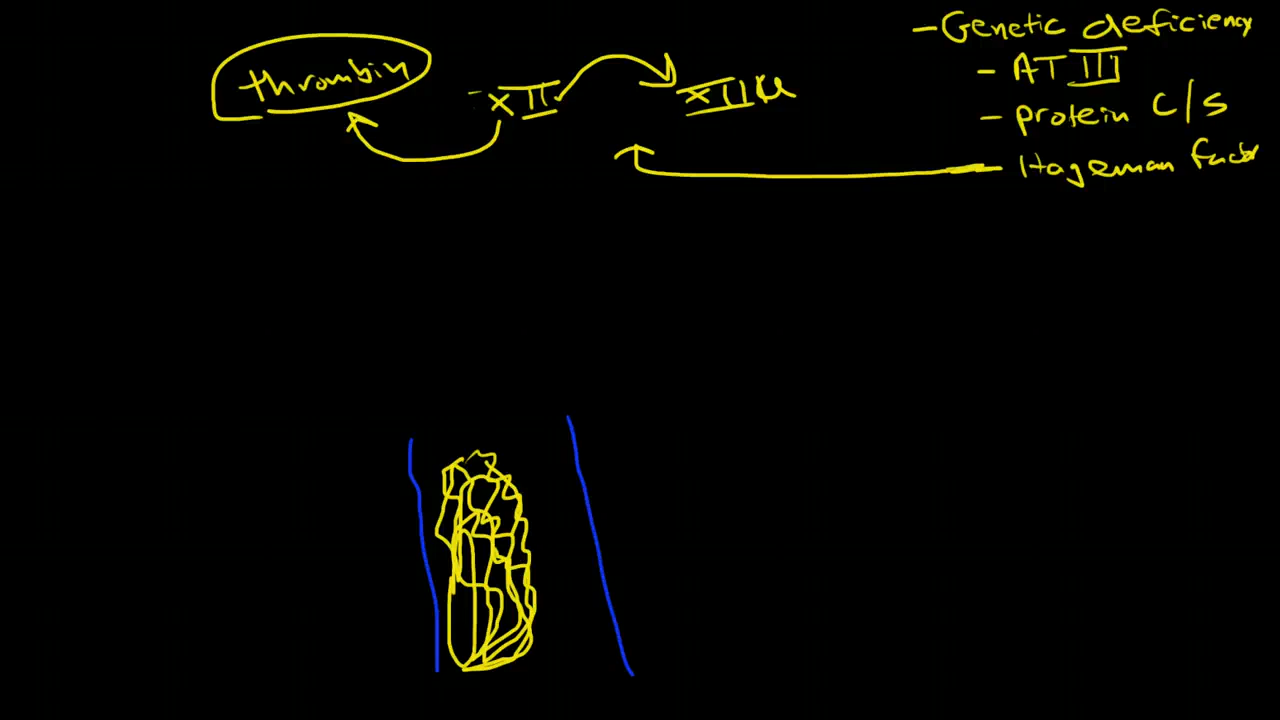 - Genetic deficiency
thrombin
- AT III
XII
XIIa
- protein C/S
- Hageman factor